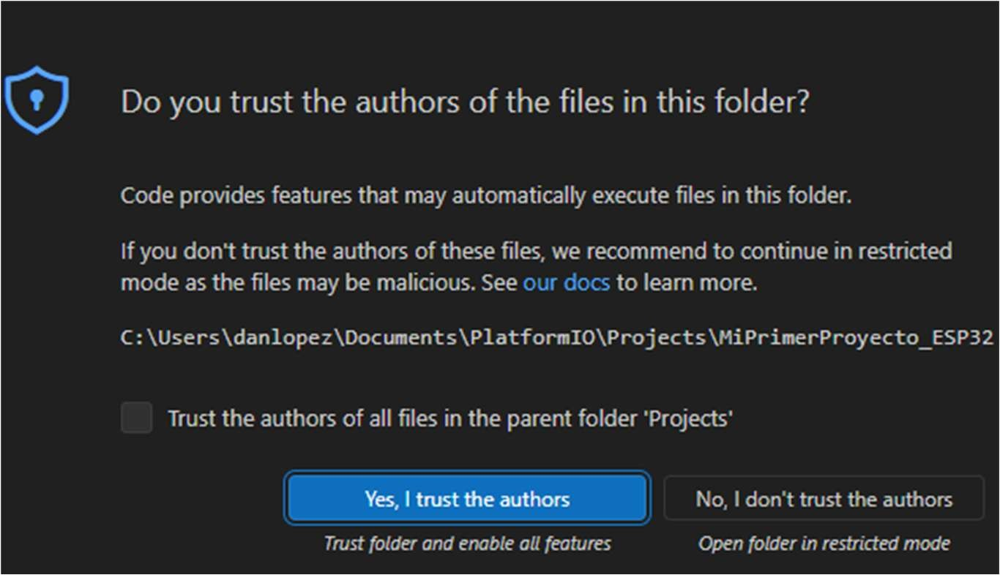 Do you trust the authors of the files in this folder?
Code provides features that may automatically execute files in this folder.
If you don't trust the authors of these files, we recommend to continue in restricted
mode as the files may be malicious. See our docs to learn more.
C:\Users\danlopez\Documents\PlatformIO\Projects\MiPrimerProyecto_ESP32
Trust the authors of all files in the parent folder 'Projects'
Yes, I trust the authors
No, I don't trust the authors
Trust folder and enable all features
Open folder in restricted mode